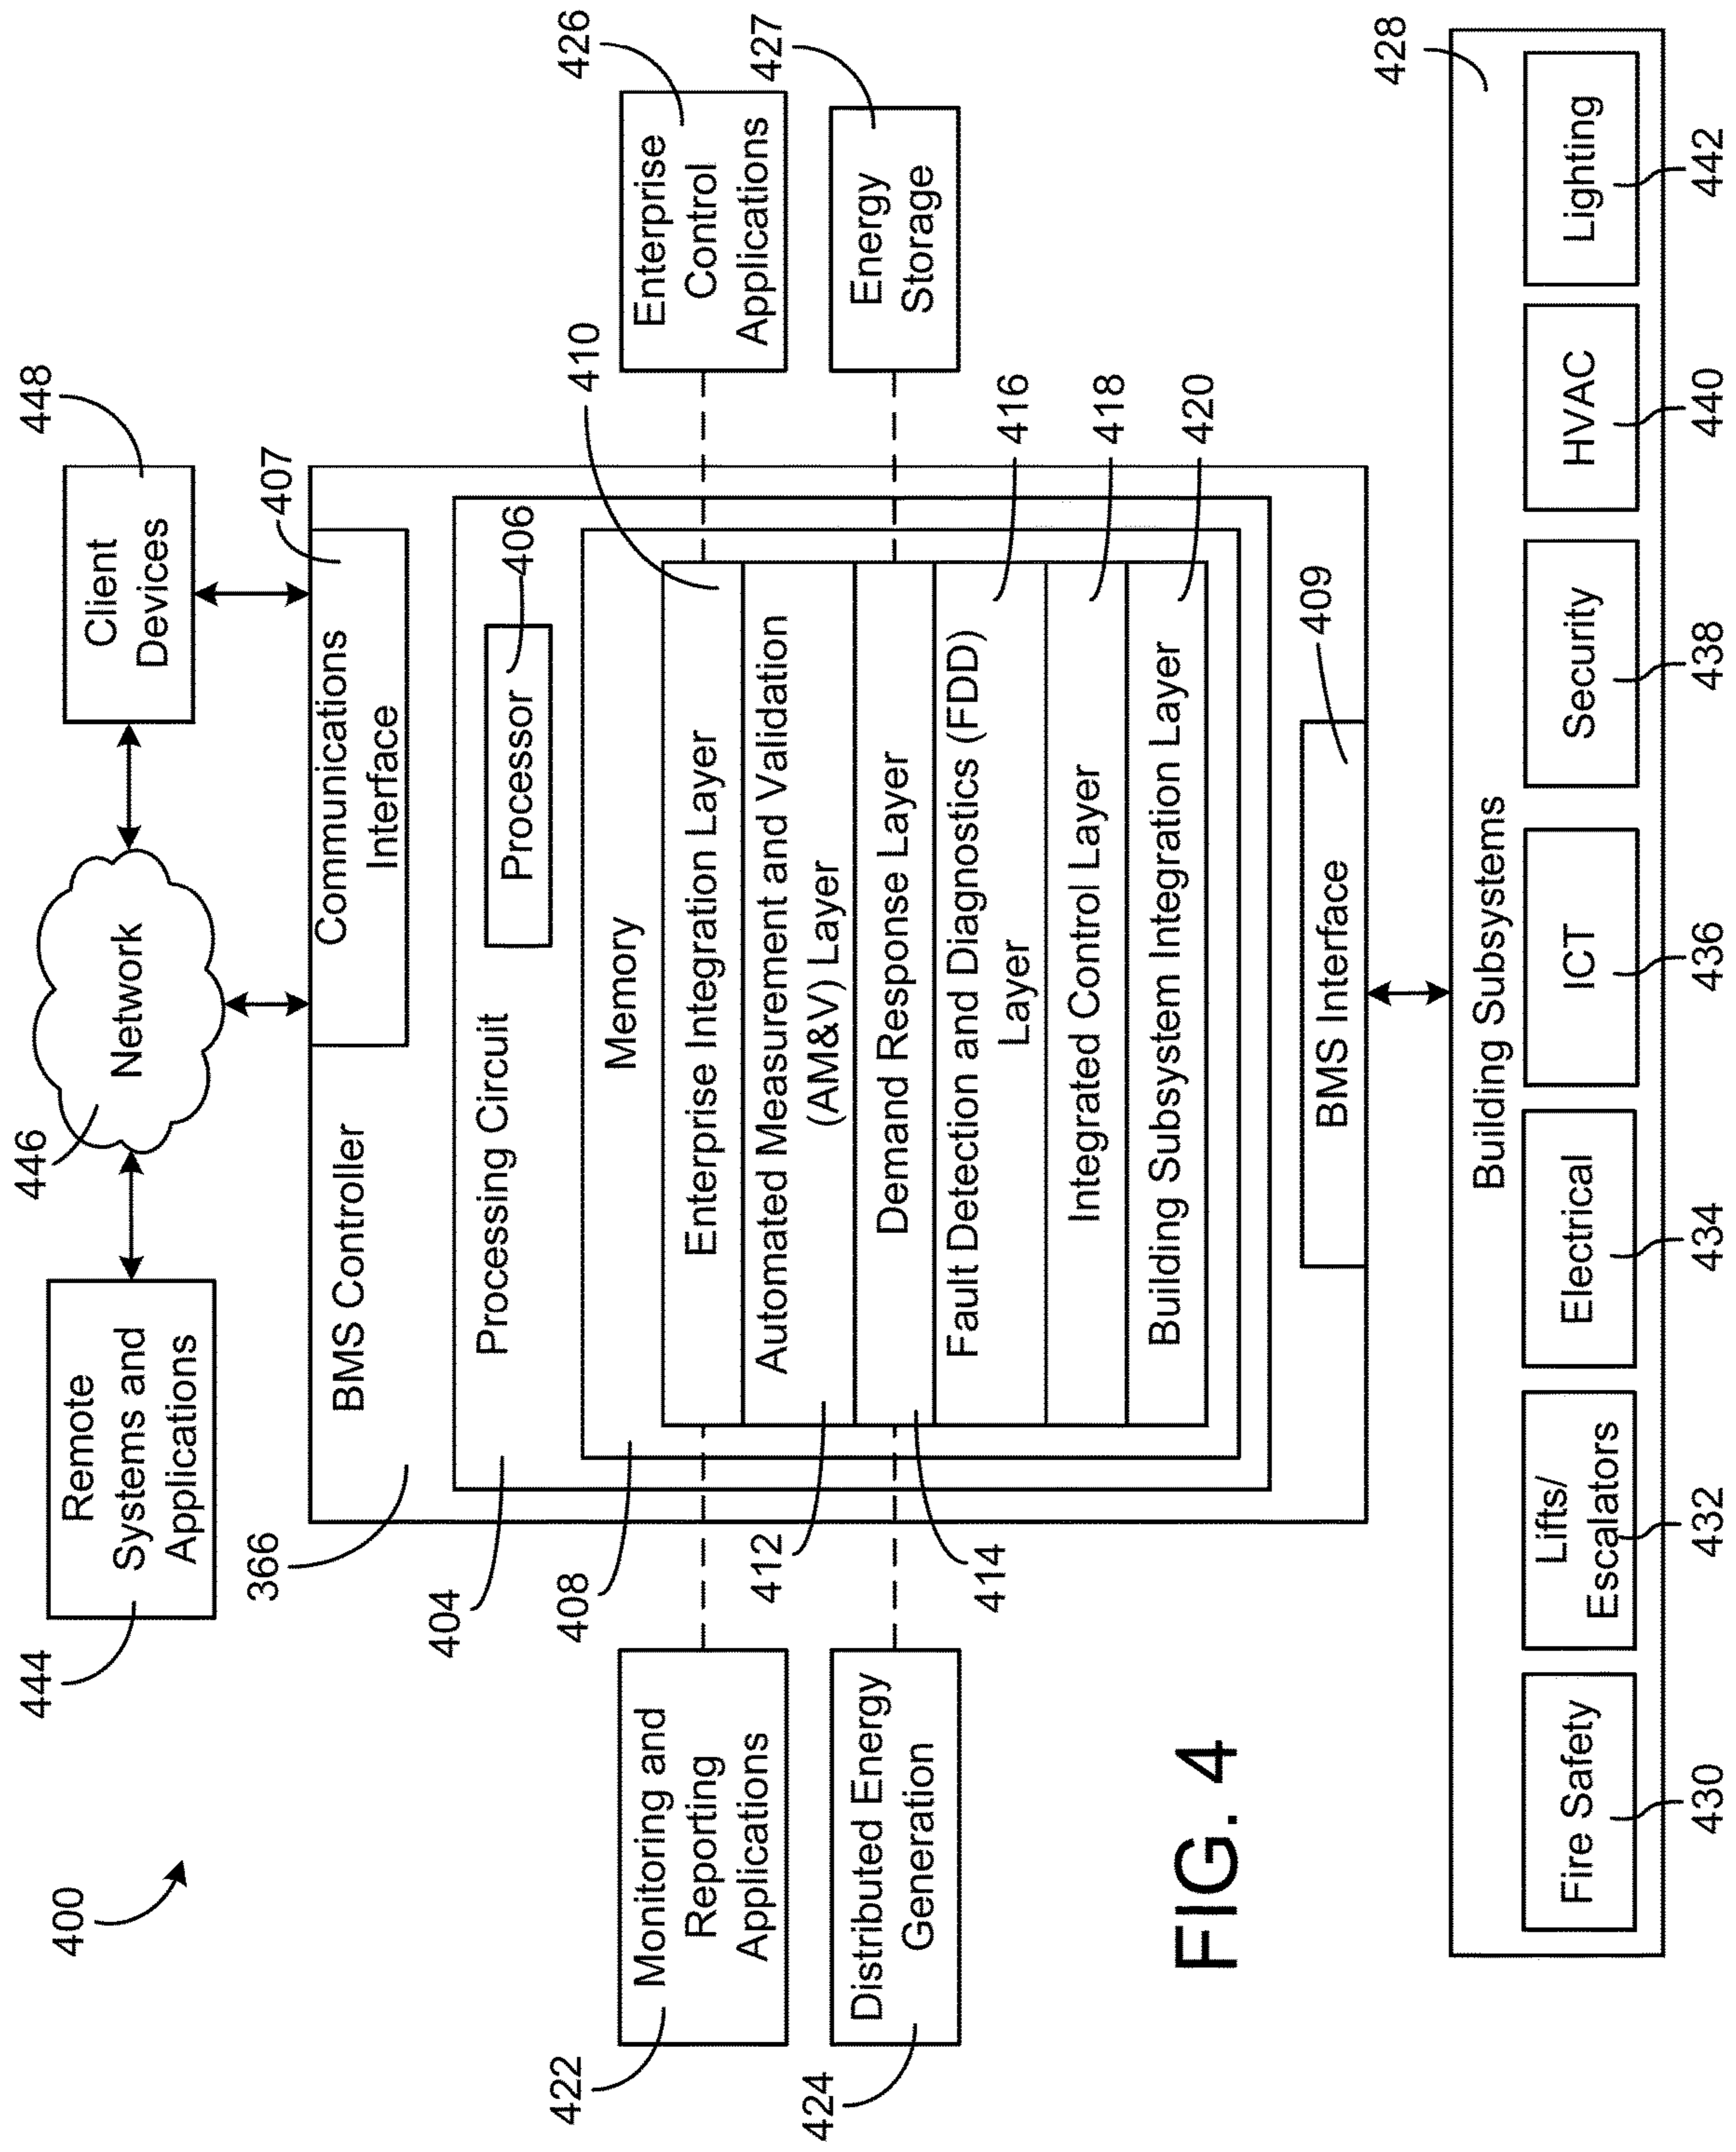 400
444
Remote
Systems and
Applications
446
Network
448
Client
Devices
366
BMS Controller
407
Communications
Interface
404
Processing Circuit
Processor
406
408
Memory
410
Enterprise Integration Layer
Automated Measurement and Validation
(AM&V) Layer
412
Demand Response Layer
414
Fault Detection and Diagnostics (FDD)
Layer
416
Integrated Control Layer
418
Building Subsystem Integration Layer
420
BMS Interface
409
422
Monitoring and
Reporting
Applications
424
Distributed Energy
Generation
426
Enterprise
Control
Applications
427
Energy
Storage
428
Building Subsystems
Fire Safety
Lifts/
Escalators
Electrical
ICT
Security
HVAC
Lighting
430
432
434
436
438
440
442
FIG. 4